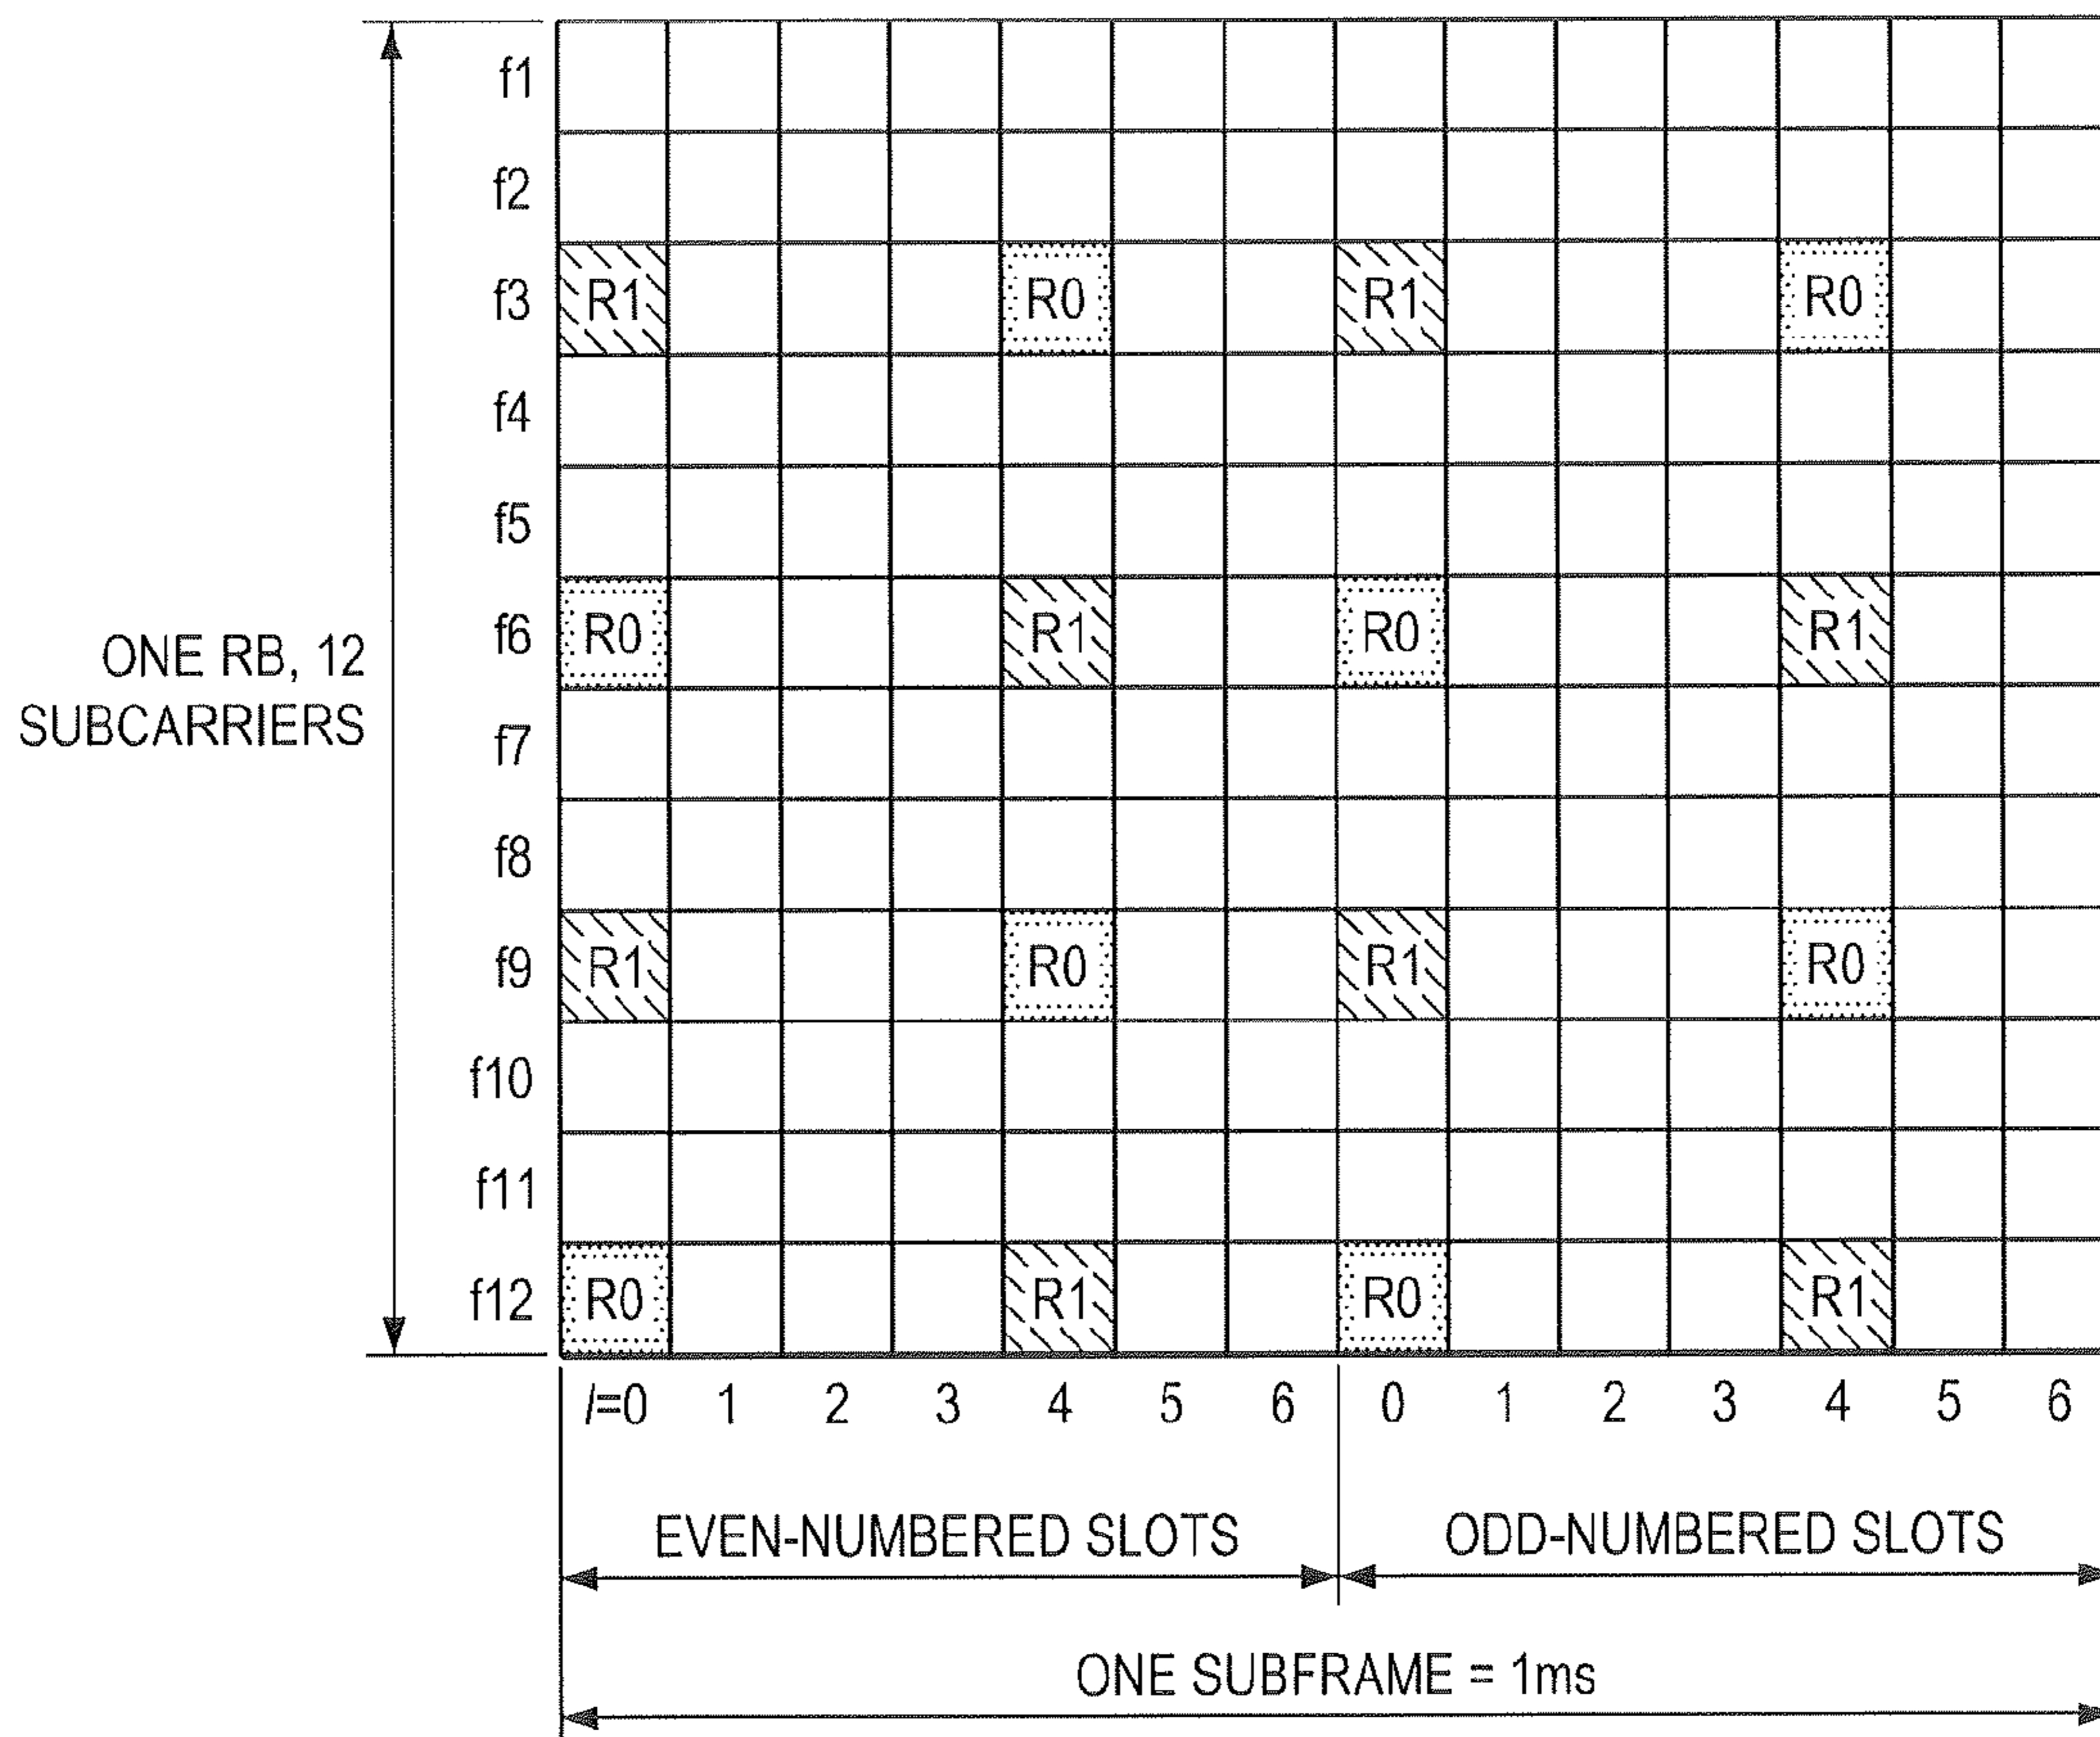 f1
f2
f3 R1 R0 R1 R0
f4
f5
f6 R0 R1 R0 R1
ONE RB, 12
SUBCARRIERS
f7
f8
f9 R1 R0 R1 R0
f10
f11
f12 R0 R1 R0 R1
l=0 1 2 3 4 5 6 0 1 2 3 4 5 6
EVEN-NUMBERED SLOTS ODD-NUMBERED SLOTS
ONE SUBFRAME = 1ms